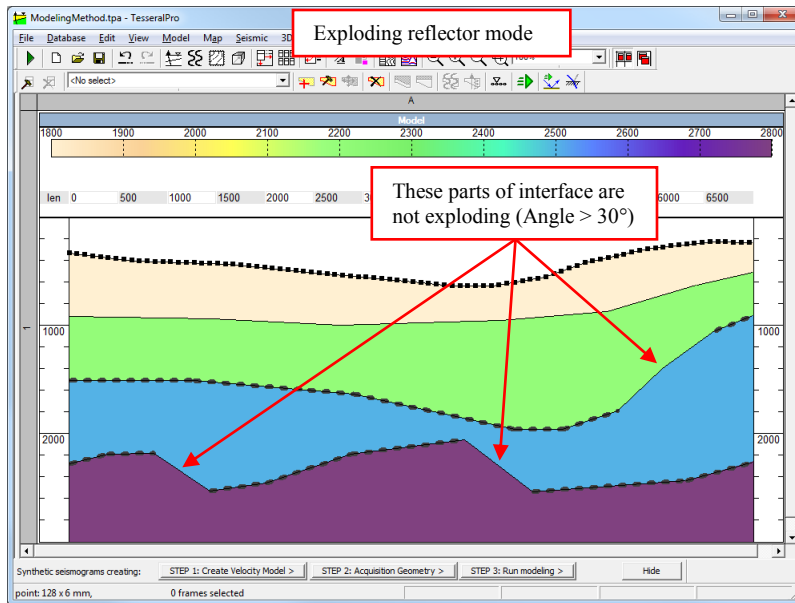 ModelingMethod.tpa - TesseralPro
File Database Edit View Model Map Seismic 3D
Exploding reflector mode
<No select>
A
Model
1800 1900 2000 2100 2200 2300 2400 2500 2600 2700 2800
len 0 500 1000 1500 2000 2500 6000 6500
These parts of interface are
not exploding (Angle > 30°)
1
1000 1000
2000 2000
Synthetic seismograms creating: STEP 1: Create Velocity Model > STEP 2: Acquisition Geometry > STEP 3: Run modeling > Hide
point: 128 x 6 mm, 0 frames selected